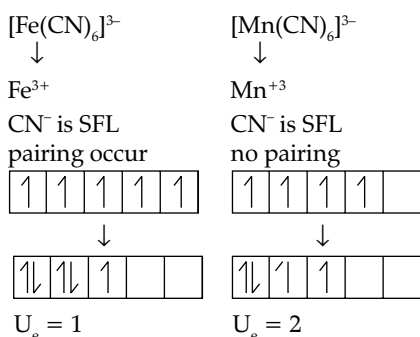 [Fe(CN)₆]³⁻ [Mn(CN)₆]³⁻
↓ ↓
Fe³⁺ Mn⁺³
CN⁻ is SFL CN⁻ is SFL
pairing occur no pairing
↿ ↿ ↿ ↿ ↿ ↿ ↿ ↿ ↿
↓ ↓
↿⇂ ↿⇂ ↿ ↿⇂ ↿ ↿
Uₑ = 1 Uₑ = 2